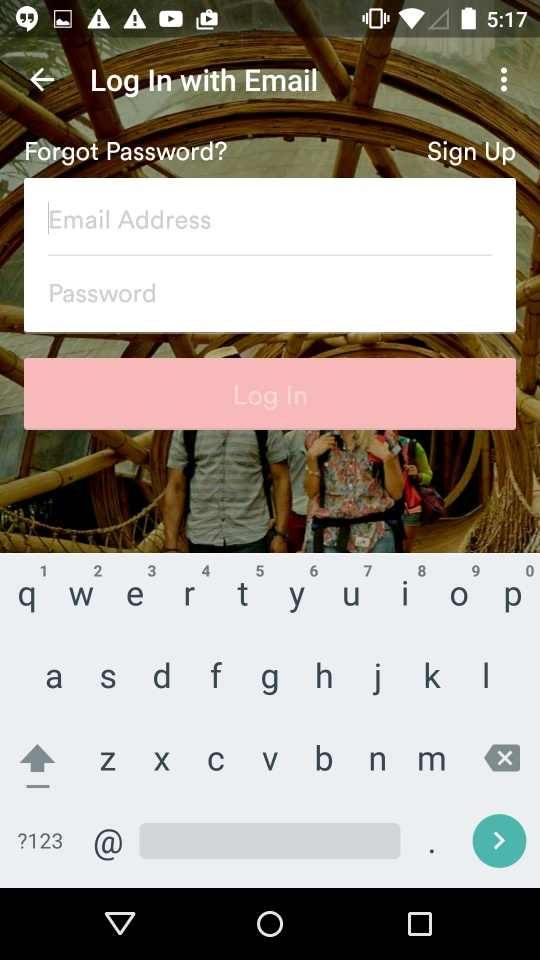 5:17
Log In with Email
Forgot Password? Sign Up
Email Address
Password
Log In
1 2 3 4 5 6 7 8 9 0
q w e r t y u i o p
a s d f g h j k l
z x c v b n m
?123 @ .